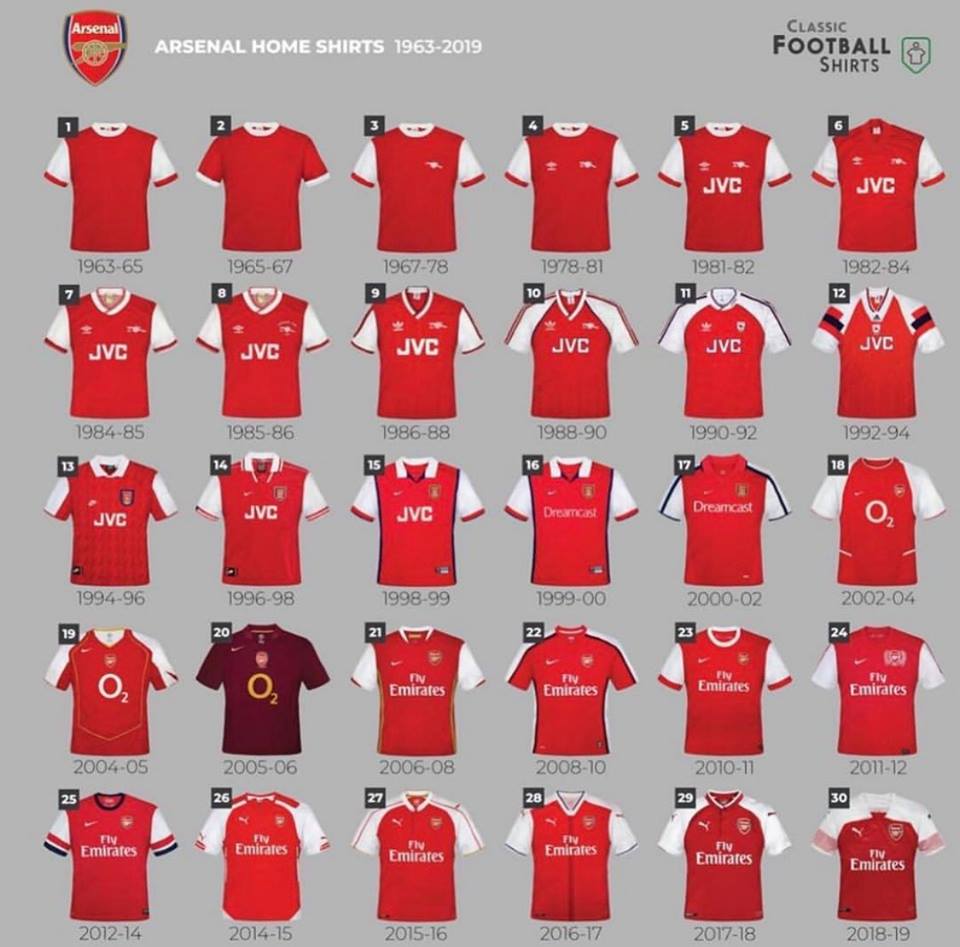 Arsenal
ARSENAL HOME SHIRTS 1963-2019
CLASSIC
FOOTBALL
SHIRTS
1 2 3 4 5 6
JVC JVC
1963-65 1965-67 1967-78 1978-81 1981-82 1982-84
7 8 9 10 11 12
JVC JVC JVC JVC JVC JVC
1984-85 1985-86 1986-88 1988-90 1990-92 1992-94
13 14 15 16 17 18
JVC JVC JVC Dreamcast Dreamcast O2
1994-96 1996-98 1998-99 1999-00 2000-02 2002-04
19 20 21 22 23 24
O2 O2 Fly Emirates Fly Emirates Fly Emirates Fly Emirates
2004-05 2005-06 2006-08 2008-10 2010-11 2011-12
25 26 27 28 29 30
Fly Emirates Fly Emirates Fly Emirates Fly Emirates Fly Emirates Fly Emirates
2012-14 2014-15 2015-16 2016-17 2017-18 2018-19